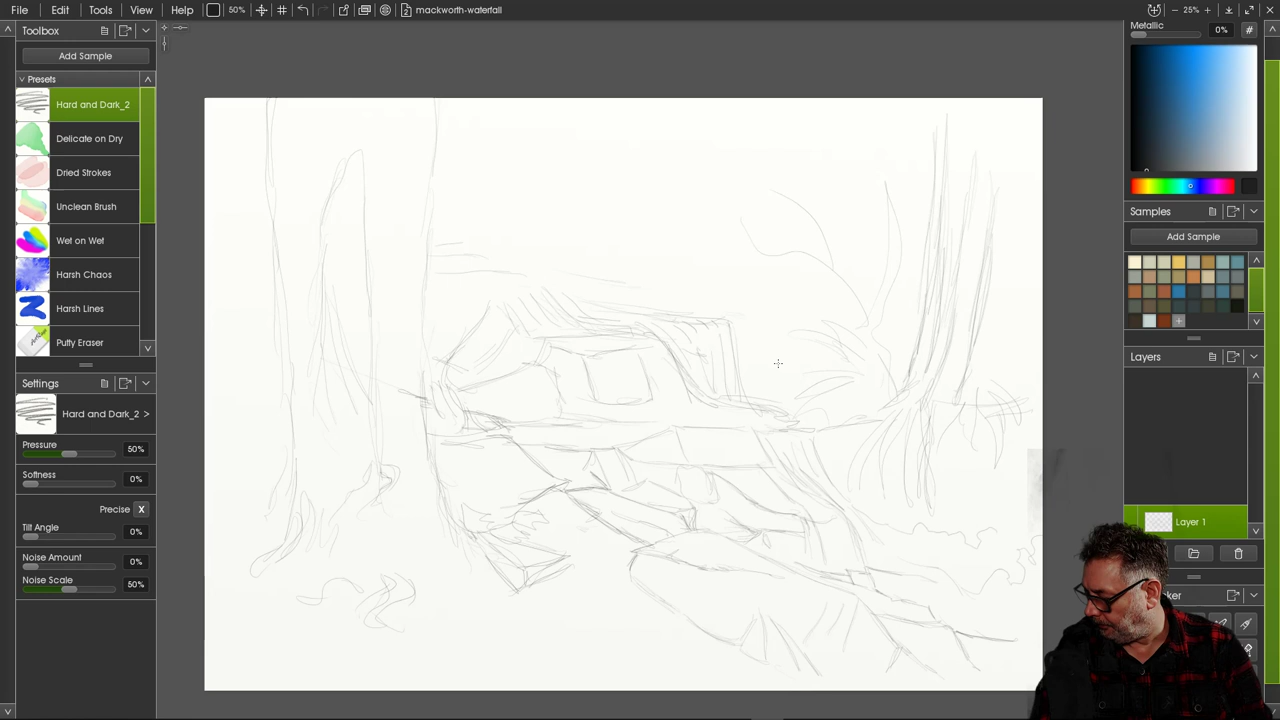 File Edit Tools View Help 50% 2 mackworth-waterfall − 25% +
Toolbox
Add Sample
Presets
Hard and Dark_2
Delicate on Dry
Dried Strokes
Unclean Brush
Wet on Wet
Harsh Chaos
Harsh Lines
Putty Eraser
Settings
Hard and Dark_2 >
Pressure 50%
Softness 0%
Precise X
Tilt Angle 0%
Noise Amount 0%
Noise Scale 50%
Metallic 0% #
Samples
Add Sample
Layers
Layer 1